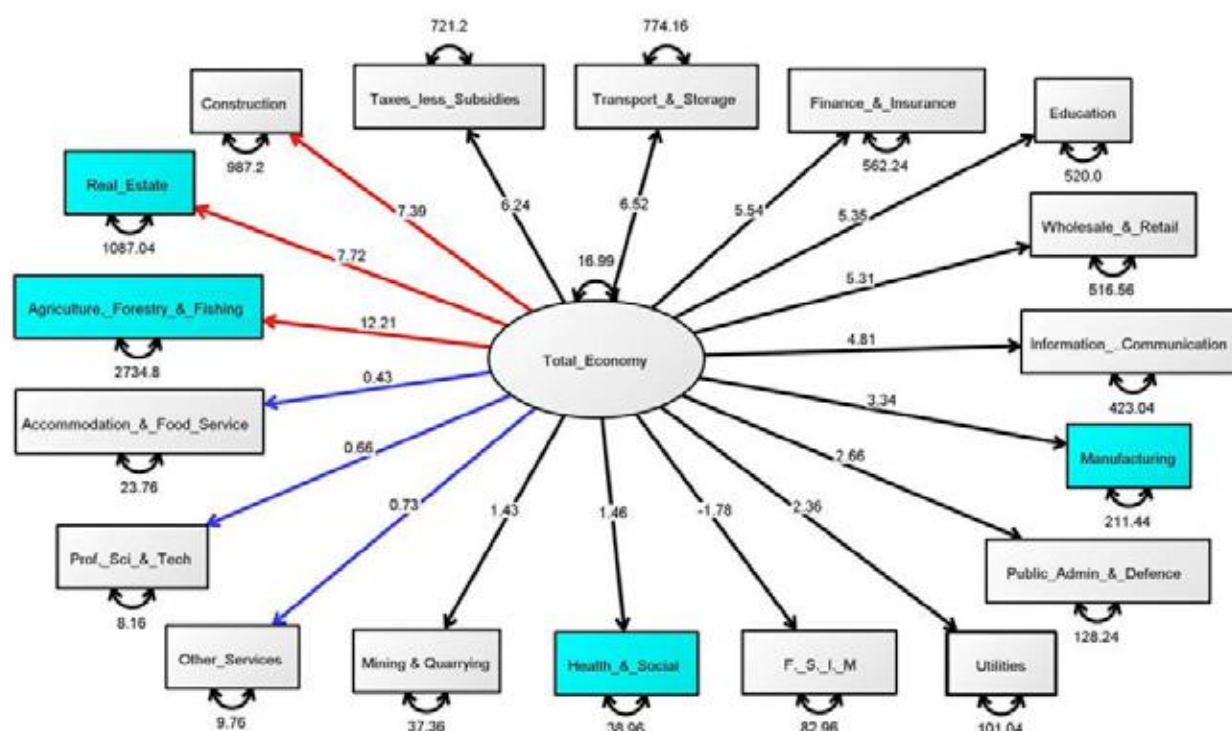 721.2
774.16
Construction
Taxes_less_Subsidies
Transport_&_Storage
Finance_&_Insurance
Education
987.2
562.24
520.0
Real_Estate
1087.04
7.39
6.24
6.52
5.54
5.35
Wholesale_&_Retail
516.56
7.72
16.99
5.31
Agriculture,_Forestry_&_Fishing
2734.8
12.21
Total_Economy
4.81
Information_..Communication
423.04
Accommodation_&_Food_Service
23.76
0.43
3.34
Manufacturing
211.44
0.66
2.66
Prof._Sci_&_Tech
8.16
0.73
1.43
1.46
-1.78
2.36
Public_Admin_&_Defence
128.24
Other_Services
9.76
Mining & Quarrying
37.36
Health_&_Social
38.96
F._S._I._M
82.96
Utilities
101.04